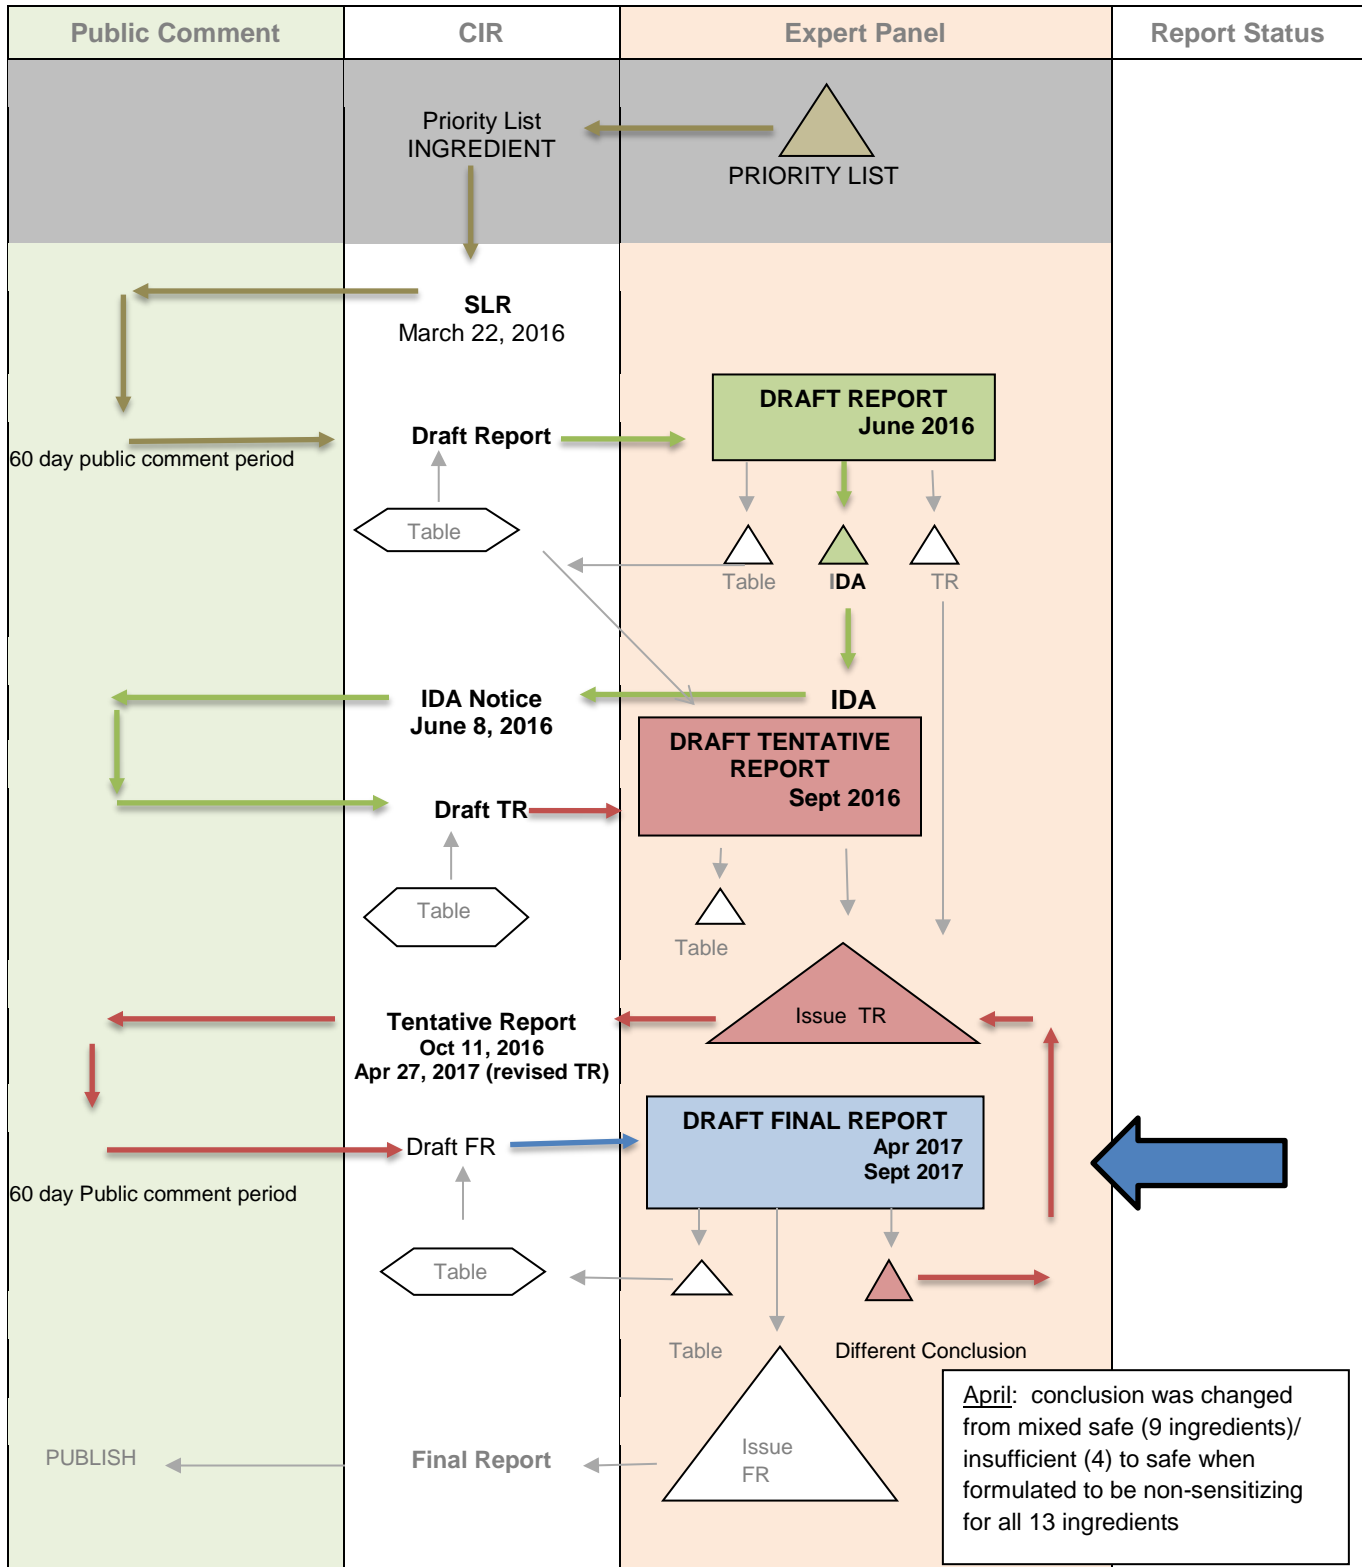 Public Comment
CIR
Expert Panel
Report Status
Priority List
INGREDIENT
PRIORITY LIST
SLR
March 22, 2016
60 day public comment period
Draft Report
DRAFT REPORT
June 2016
Table
Table
IDA
TR
IDA Notice
June 8, 2016
IDA
DRAFT TENTATIVE
REPORT
Sept 2016
Draft TR
Table
Table
Issue TR
Tentative Report
Oct 11, 2016
Apr 27, 2017 (revised TR)
60 day Public comment period
Draft FR
DRAFT FINAL REPORT
Apr 2017
Sept 2017
Table
Table
Different Conclusion
PUBLISH
Final Report
Issue
FR
April: conclusion was changed
from mixed safe (9 ingredients)/
insufficient (4) to safe when
formulated to be non-sensitizing
for all 13 ingredients